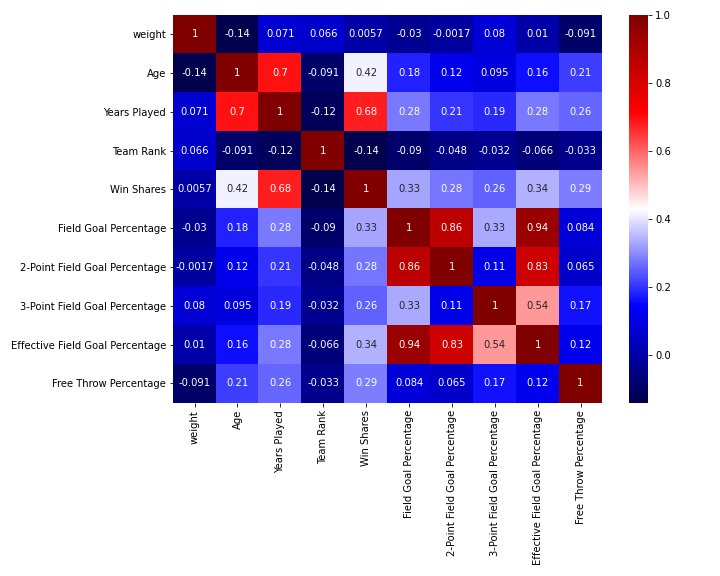 weight 1 -0.14 0.071 0.066 0.0057 -0.03 -0.0017 0.08 0.01 -0.091
Age -0.14 1 0.7 -0.091 0.42 0.18 0.12 0.095 0.16 0.21
Years Played 0.071 0.7 1 -0.12 0.68 0.28 0.21 0.19 0.28 0.26
Team Rank 0.066 -0.091 -0.12 1 -0.14 -0.09 -0.048 -0.032 -0.066 -0.033
Win Shares 0.0057 0.42 0.68 -0.14 1 0.33 0.28 0.26 0.34 0.29
Field Goal Percentage -0.03 0.18 0.28 -0.09 0.33 1 0.86 0.33 0.94 0.084
2-Point Field Goal Percentage -0.0017 0.12 0.21 -0.048 0.28 0.86 1 0.11 0.83 0.065
3-Point Field Goal Percentage 0.08 0.095 0.19 -0.032 0.26 0.33 0.11 1 0.54 0.17
Effective Field Goal Percentage 0.01 0.16 0.28 -0.066 0.34 0.94 0.83 0.54 1 0.12
Free Throw Percentage -0.091 0.21 0.26 -0.033 0.29 0.084 0.065 0.17 0.12 1
weight
Age
Years Played
Team Rank
Win Shares
Field Goal Percentage
2-Point Field Goal Percentage
3-Point Field Goal Percentage
Effective Field Goal Percentage
Free Throw Percentage
1.0
0.8
0.6
0.4
0.2
0.0